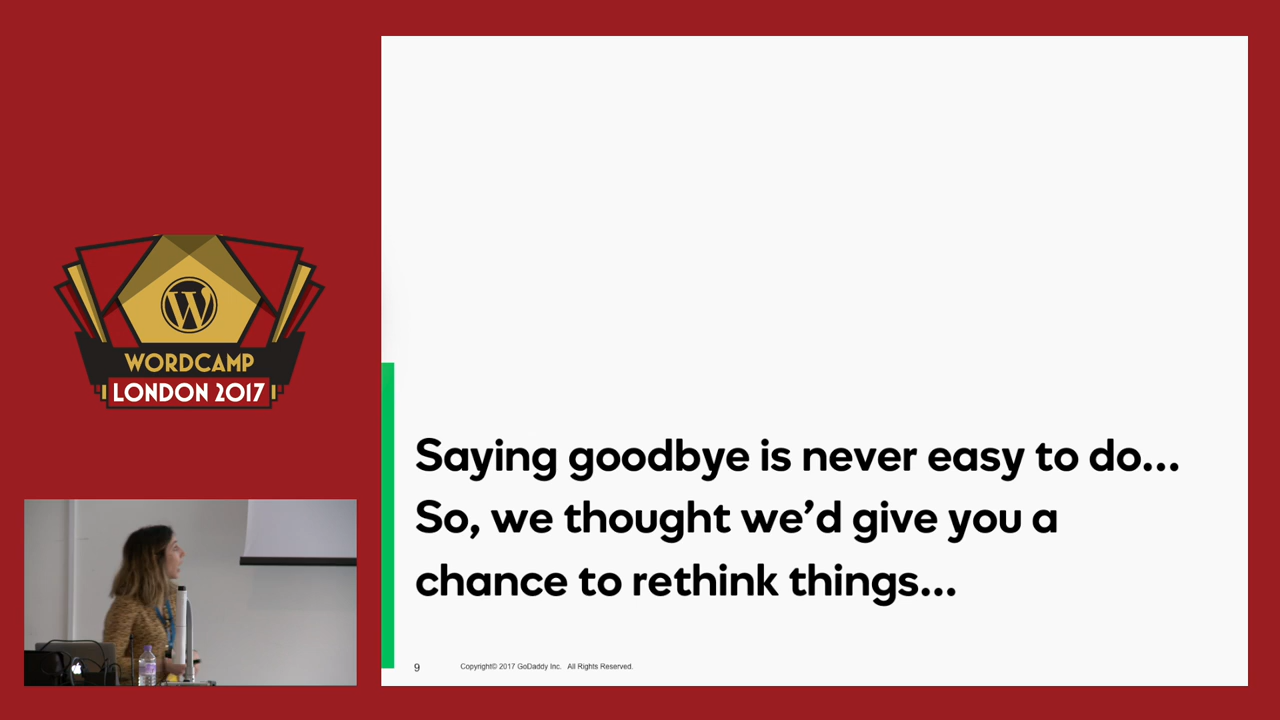 WORDCAMP
LONDON 2017
Saying goodbye is never easy to do...
So, we thought we’d give you a
chance to rethink things...
9
Copyright© 2017 GoDaddy Inc. All Rights Reserved.